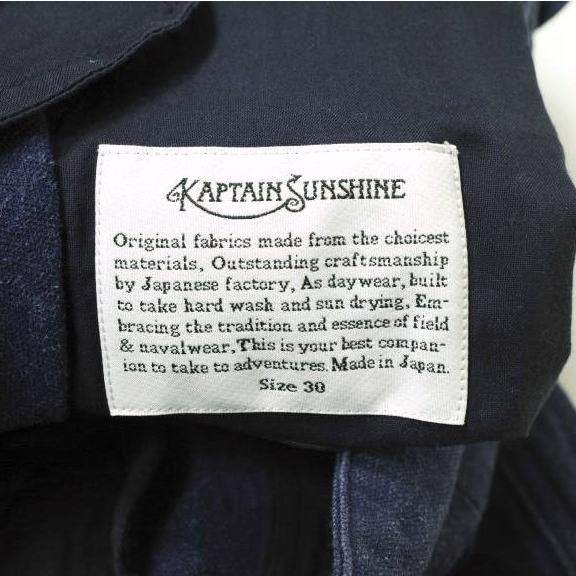 KAPTAIN SUNSHINE
Original fabrics made from the choicest
materials, Outstanding craftsmanship
by Japanese factory, As daywear, built
to take hard wash and sun drying, Em-
bracing the tradition and essence of field
& navalwear, This is your best compan-
ion to take to adventures. Made in Japan.
Size 30